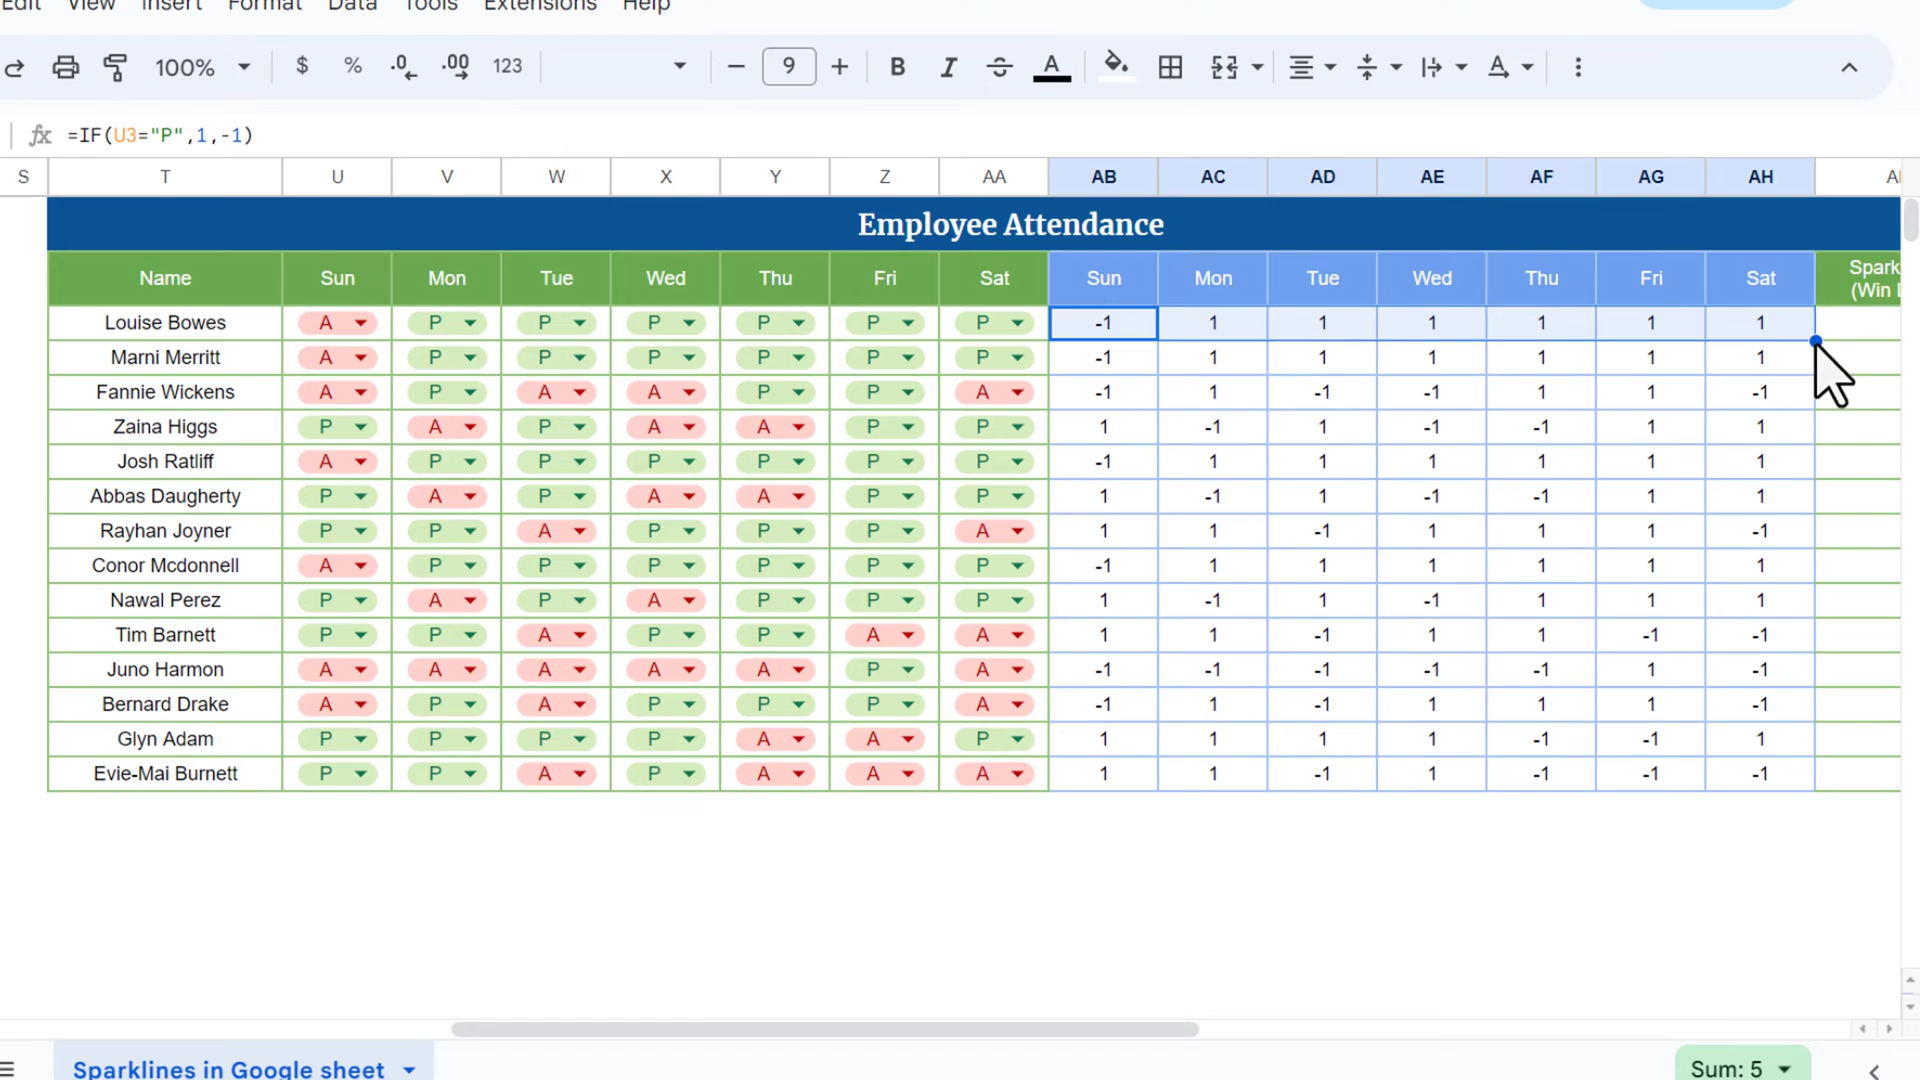 Edit View Insert Format Data Tools Extensions Help
100% $ % .0 .00 123 9 B I A A
fx =IF(U3="P",1,-1)
S T U V W X Y Z AA AB AC AD AE AF AG AH
Employee Attendance
Name Sun Mon Tue Wed Thu Fri Sat Sun Mon Tue Wed Thu Fri Sat Spark
(Win
Louise Bowes A P P P P P P -1 1 1 1 1 1 1
Marni Merritt A P P P P P P -1 1 1 1 1 1 1
Fannie Wickens A P A A P P A -1 1 -1 -1 1 1 -1
Zaina Higgs P A P A A P P 1 -1 1 -1 -1 1 1
Josh Ratliff A P P P P P P -1 1 1 1 1 1 1
Abbas Daugherty P A P A A P P 1 -1 1 -1 -1 1 1
Rayhan Joyner P P A P P P A 1 1 -1 1 1 1 -1
Conor Mcdonnell A P P P P P P -1 1 1 1 1 1 1
Nawal Perez P A P A P P P 1 -1 1 -1 1 1 1
Tim Barnett P P A P P A A 1 1 -1 1 1 -1 -1
Juno Harmon A A A A A P A -1 -1 -1 -1 -1 1 -1
Bernard Drake A P A P P P A -1 1 -1 1 1 1 -1
Glyn Adam P P P P A A P 1 1 1 1 -1 -1 1
Evie-Mai Burnett P P A P A A A 1 1 -1 1 -1 -1 -1
Sparklines in Google sheet Sum: 5